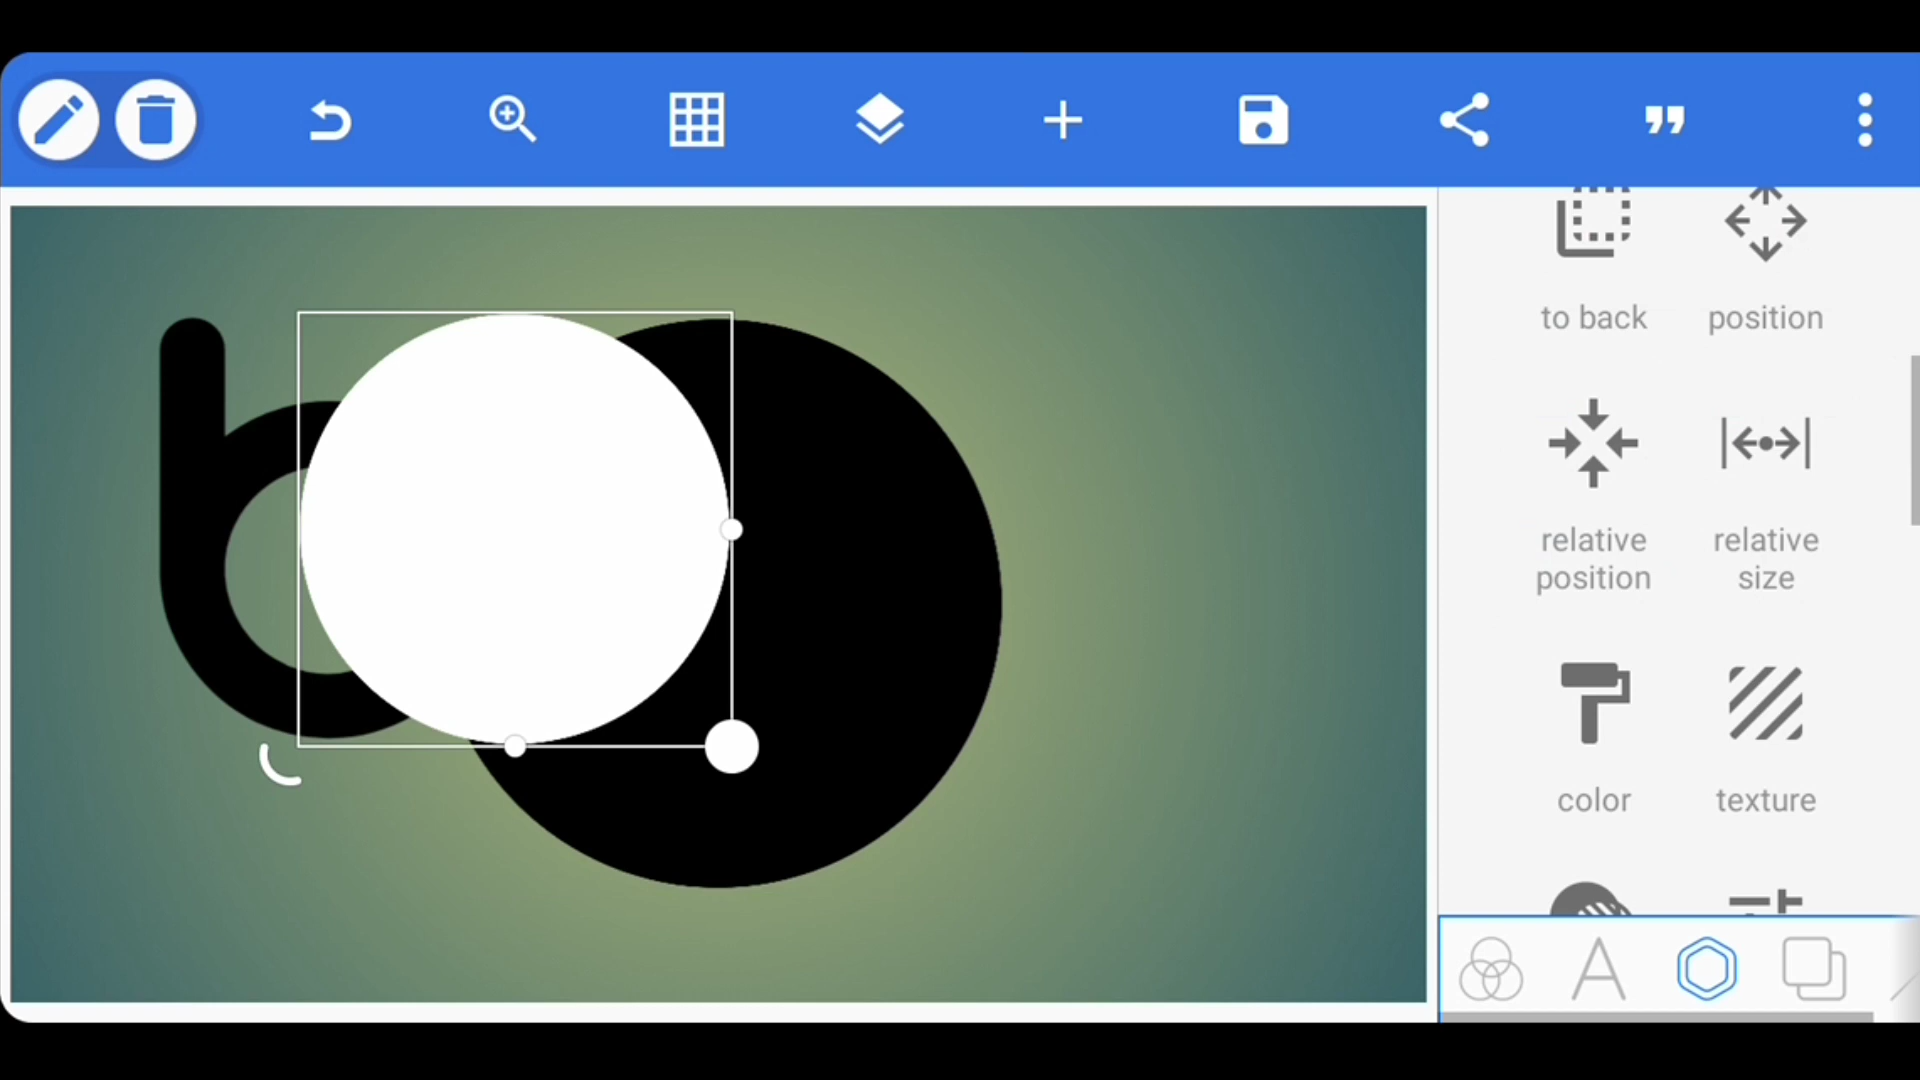 to back
position
relative
position
relative
size
color
texture
b
A